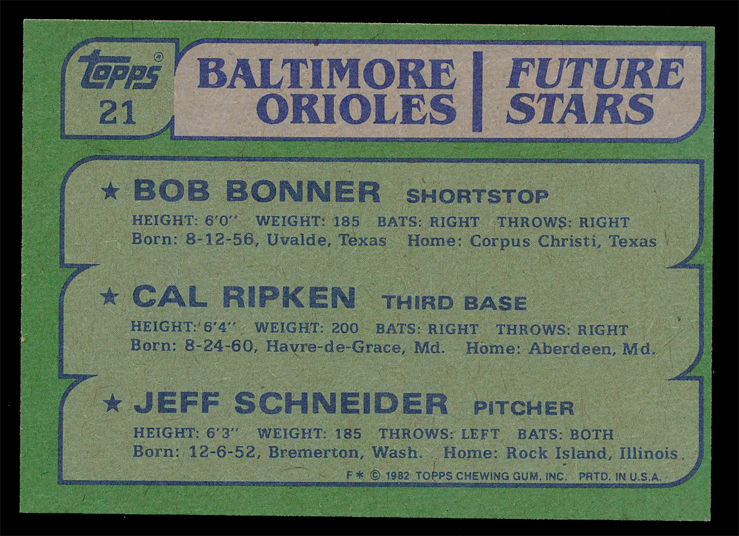 Topps ®
21
BALTIMORE ORIOLES
FUTURE STARS
★ BOB BONNER SHORTSTOP
HEIGHT: 6'0" WEIGHT: 185 BATS: RIGHT THROWS: RIGHT
Born: 8-12-56, Uvalde, Texas Home: Corpus Christi, Texas
★ CAL RIPKEN THIRD BASE
HEIGHT: 6'4" WEIGHT: 200 BATS: RIGHT THROWS: RIGHT
Born: 8-24-60, Havre-de-Grace, Md. Home: Aberdeen, Md.
★ JEFF SCHNEIDER PITCHER
HEIGHT: 6'3" WEIGHT: 185 THROWS: LEFT BATS: BOTH
Born: 12-6-52, Bremerton, Wash. Home: Rock Island, Illinois.
F* © 1982 TOPPS CHEWING GUM, INC. PRTD. IN U.S.A.